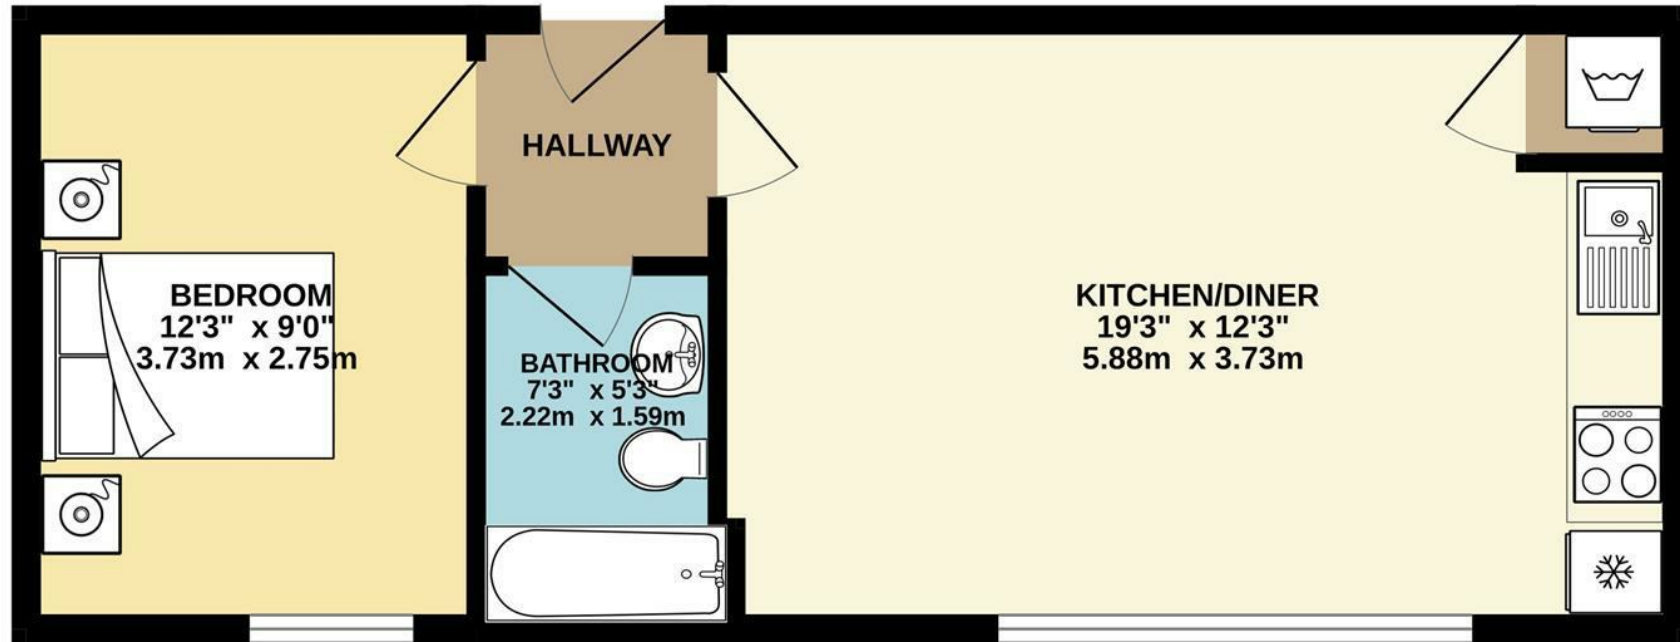 HALLWAY
BEDROOM
12'3" x 9'0"
3.73m x 2.75m
BATHROOM
7'3" x 5'3"
2.22m x 1.59m
KITCHEN/DINER
19'3" x 12'3"
5.88m x 3.73m